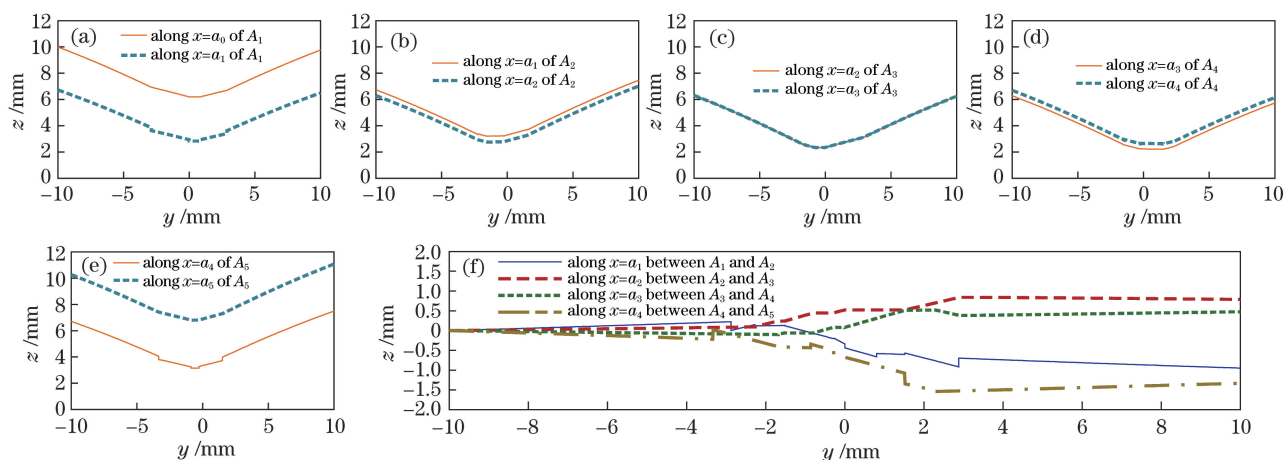 (a)
along x=a₀ of A₁
along x=a₁ of A₁
z /mm
12
10
8
6
4
2
0
−10 −5 0 5 10
y /mm
(b)
along x=a₁ of A₂
along x=a₂ of A₂
z /mm
12
10
8
6
4
2
0
−10 −5 0 5 10
y /mm
(c)
along x=a₂ of A₃
along x=a₃ of A₃
z /mm
12
10
8
6
4
2
0
−10 −5 0 5 10
y /mm
(d)
along x=a₃ of A₄
along x=a₄ of A₄
z /mm
12
10
8
6
4
2
0
−10 −5 0 5 10
y /mm
(e)
along x=a₄ of A₅
along x=a₅ of A₅
z /mm
12
10
8
6
4
2
0
−10 −5 0 5 10
y /mm
(f)
along x=a₁ between A₁ and A₂
along x=a₂ between A₂ and A₃
along x=a₃ between A₃ and A₄
along x=a₄ between A₄ and A₅
z /mm
2.0
1.5
1.0
0.5
0
−0.5
−1.0
−1.5
−2.0
−10 −8 −6 −4 −2 0 2 4 6 8 10
y /mm